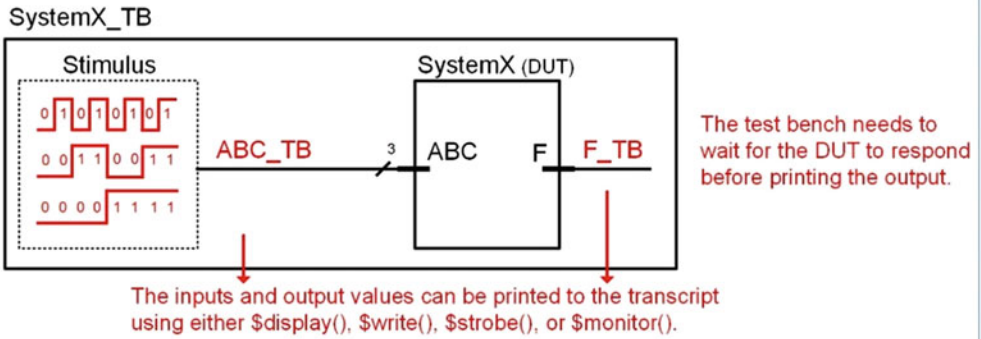 SystemX_TB
Stimulus
SystemX (DUT)
0 1 0 1 0 1 0 1
0 0 1 1 0 0 1 1
0 0 0 0 1 1 1 1
ABC_TB
3
ABC
F
F_TB
The test bench needs to
wait for the DUT to respond
before printing the output.
The inputs and output values can be printed to the transcript
using either $display(), $write(), $strobe(), or $monitor().